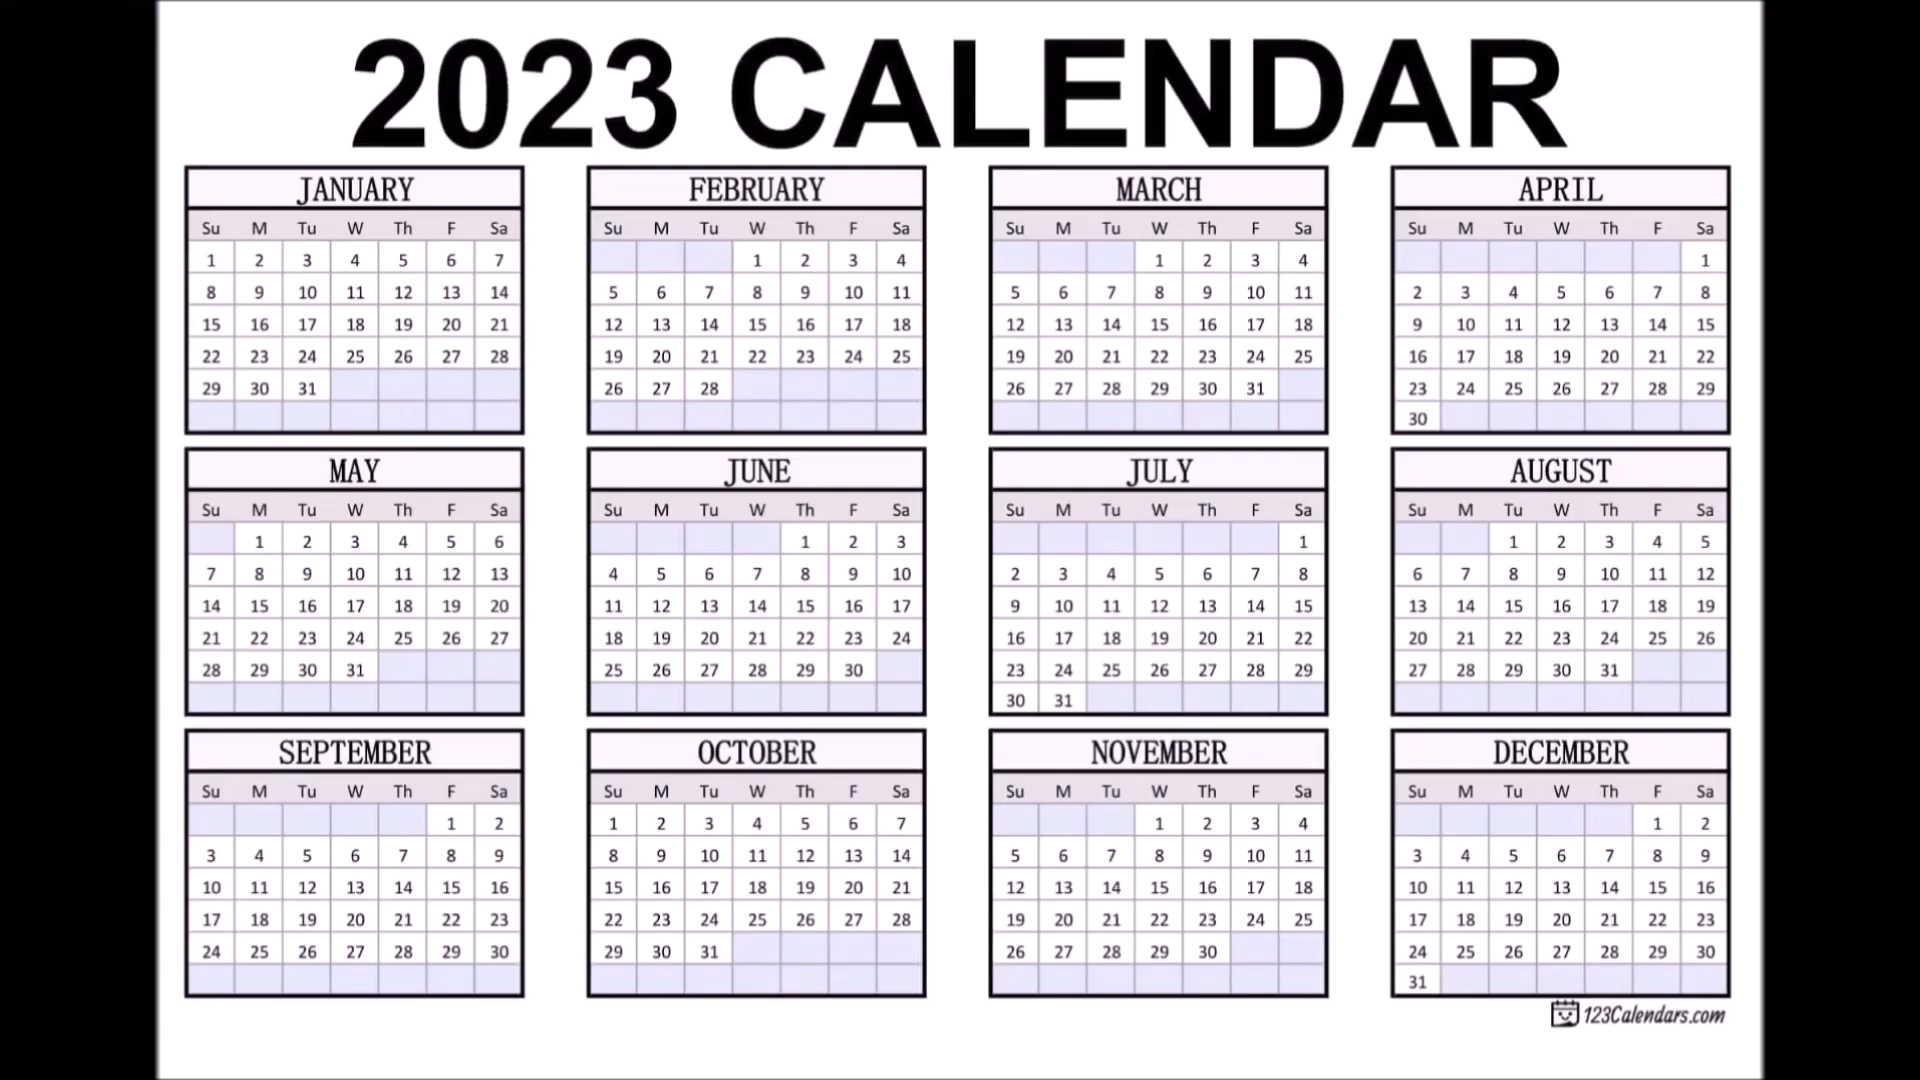 2023 CALENDAR
JANUARY
Su M Tu W Th F Sa
1 2 3 4 5 6 7
8 9 10 11 12 13 14
15 16 17 18 19 20 21
22 23 24 25 26 27 28
29 30 31
FEBRUARY
Su M Tu W Th F Sa
1 2 3 4
5 6 7 8 9 10 11
12 13 14 15 16 17 18
19 20 21 22 23 24 25
26 27 28
MARCH
Su M Tu W Th F Sa
1 2 3 4
5 6 7 8 9 10 11
12 13 14 15 16 17 18
19 20 21 22 23 24 25
26 27 28 29 30 31
APRIL
Su M Tu W Th F Sa
1
2 3 4 5 6 7 8
9 10 11 12 13 14 15
16 17 18 19 20 21 22
23 24 25 26 27 28 29
30
MAY
Su M Tu W Th F Sa
1 2 3 4 5 6
7 8 9 10 11 12 13
14 15 16 17 18 19 20
21 22 23 24 25 26 27
28 29 30 31
JUNE
Su M Tu W Th F Sa
1 2 3
4 5 6 7 8 9 10
11 12 13 14 15 16 17
18 19 20 21 22 23 24
25 26 27 28 29 30
JULY
Su M Tu W Th F Sa
1
2 3 4 5 6 7 8
9 10 11 12 13 14 15
16 17 18 19 20 21 22
23 24 25 26 27 28 29
30 31
AUGUST
Su M Tu W Th F Sa
1 2 3 4 5
6 7 8 9 10 11 12
13 14 15 16 17 18 19
20 21 22 23 24 25 26
27 28 29 30 31
SEPTEMBER
Su M Tu W Th F Sa
1 2
3 4 5 6 7 8 9
10 11 12 13 14 15 16
17 18 19 20 21 22 23
24 25 26 27 28 29 30
OCTOBER
Su M Tu W Th F Sa
1 2 3 4 5 6 7
8 9 10 11 12 13 14
15 16 17 18 19 20 21
22 23 24 25 26 27 28
29 30 31
NOVEMBER
Su M Tu W Th F Sa
1 2 3 4
5 6 7 8 9 10 11
12 13 14 15 16 17 18
19 20 21 22 23 24 25
26 27 28 29 30
DECEMBER
Su M Tu W Th F Sa
1 2
3 4 5 6 7 8 9
10 11 12 13 14 15 16
17 18 19 20 21 22 23
24 25 26 27 28 29 30
31
123Calendars.com